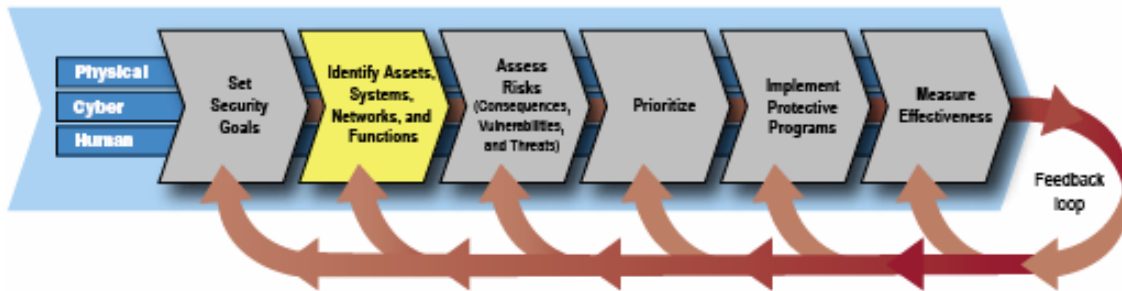 Physical
Cyber
Human
Set
Security
Goals
Identify Assets,
Systems,
Networks, and
Functions
Assess
Risks
(Consequences,
Vulnerabilities,
and Threats)
Prioritize
Implement
Protective
Programs
Measure
Effectiveness
Feedback
loop